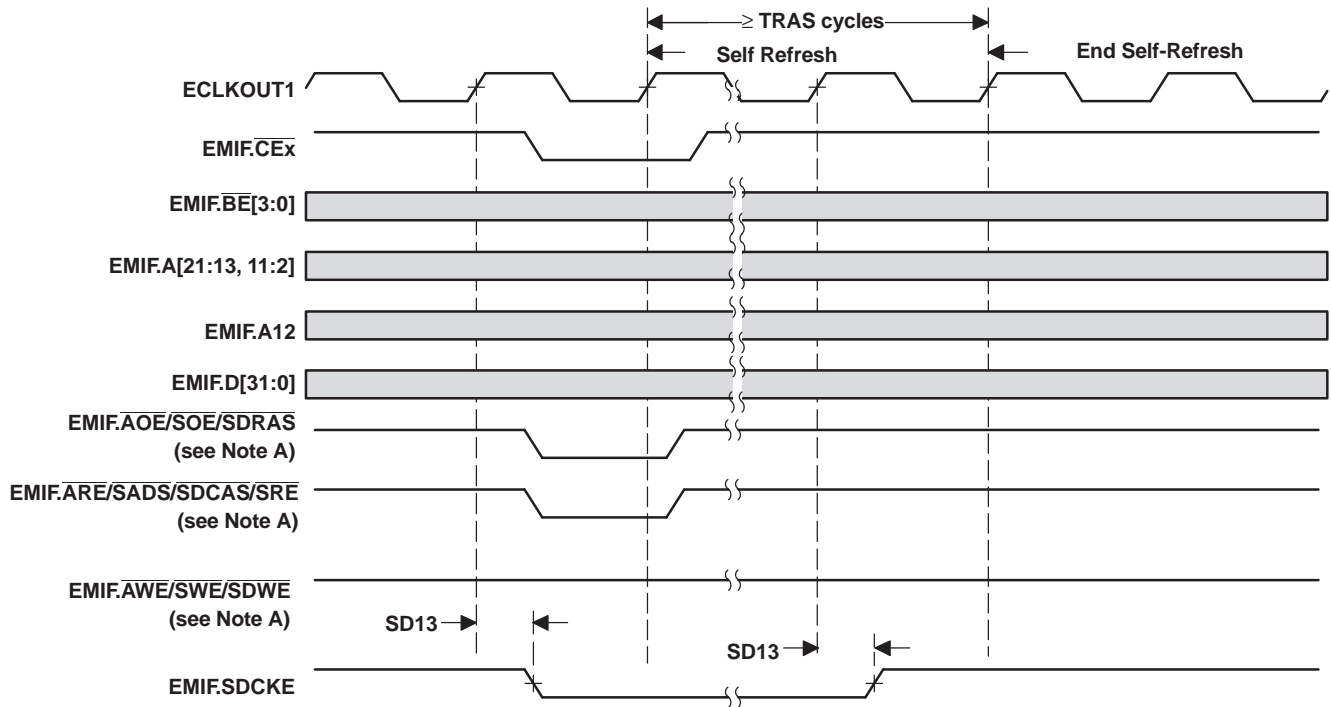 ≥ TRAS cycles
Self Refresh
End Self-Refresh
ECLKOUT1
EMIF.CEx
EMIF.BE[3:0]
EMIF.A[21:13, 11:2]
EMIF.A12
EMIF.D[31:0]
EMIF.AOE/SOE/SDRAS
(see Note A)
EMIF.ARE/SADS/SDCAS/SRE
(see Note A)
EMIF.AWE/SWE/SDWE
(see Note A)
SD13
SD13
EMIF.SDCKE